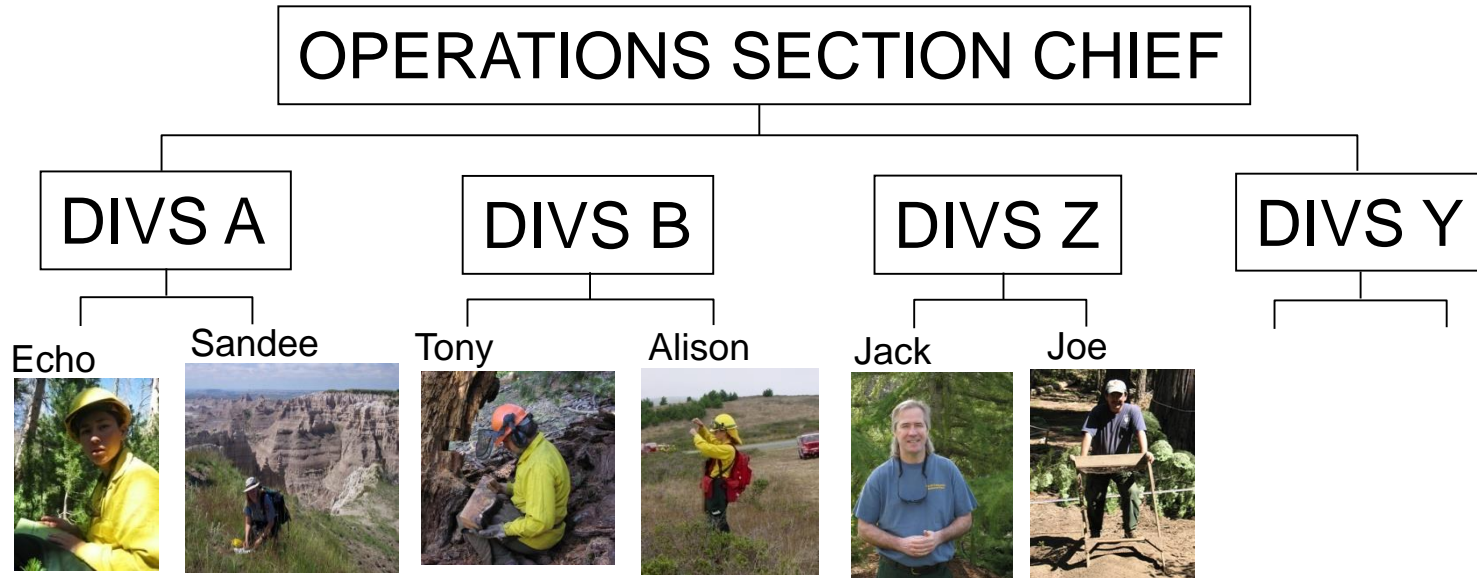 OPERATIONS SECTION CHIEF
DIVS A
DIVS B
DIVS Z
DIVS Y
Echo
Sandee
Tony
Alison
Jack
Joe